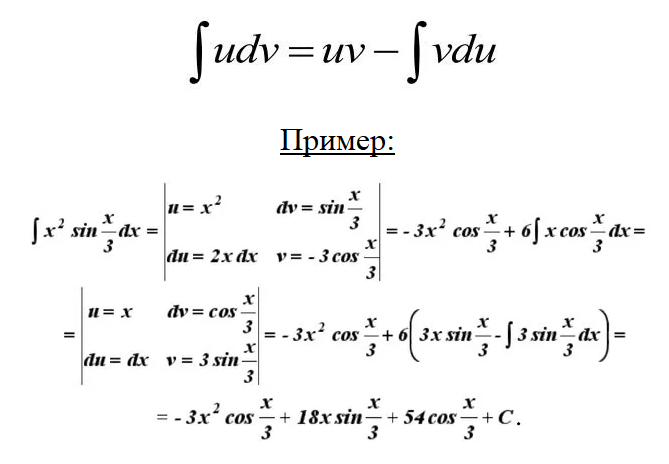 ∫udv = uv − ∫vdu
Пример:
∫x² sin x/3 dx = | u = x² dv = sin x/3 du = 2x dx v = - 3 cos x/3 | = - 3x² cos x/3 + 6∫x cos x/3 dx =
= | u = x dv = cos x/3 du = dx v = 3 sin x/3 | = - 3x² cos x/3 + 6(3x sin x/3 - ∫3 sin x/3 dx) =
= - 3x² cos x/3 + 18x sin x/3 + 54 cos x/3 + C .